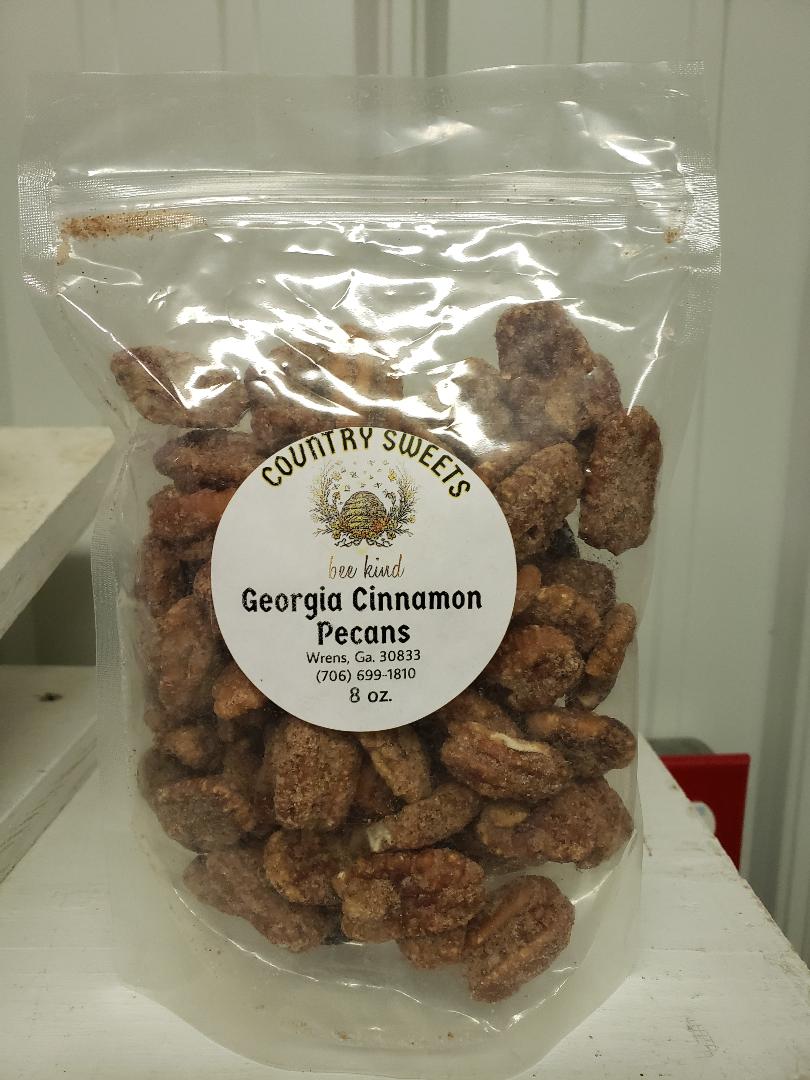 COUNTRY SWEETS
bee kind
Georgia Cinnamon
Pecans
Wrens, Ga. 30833
(706) 699-1810
8 oz.